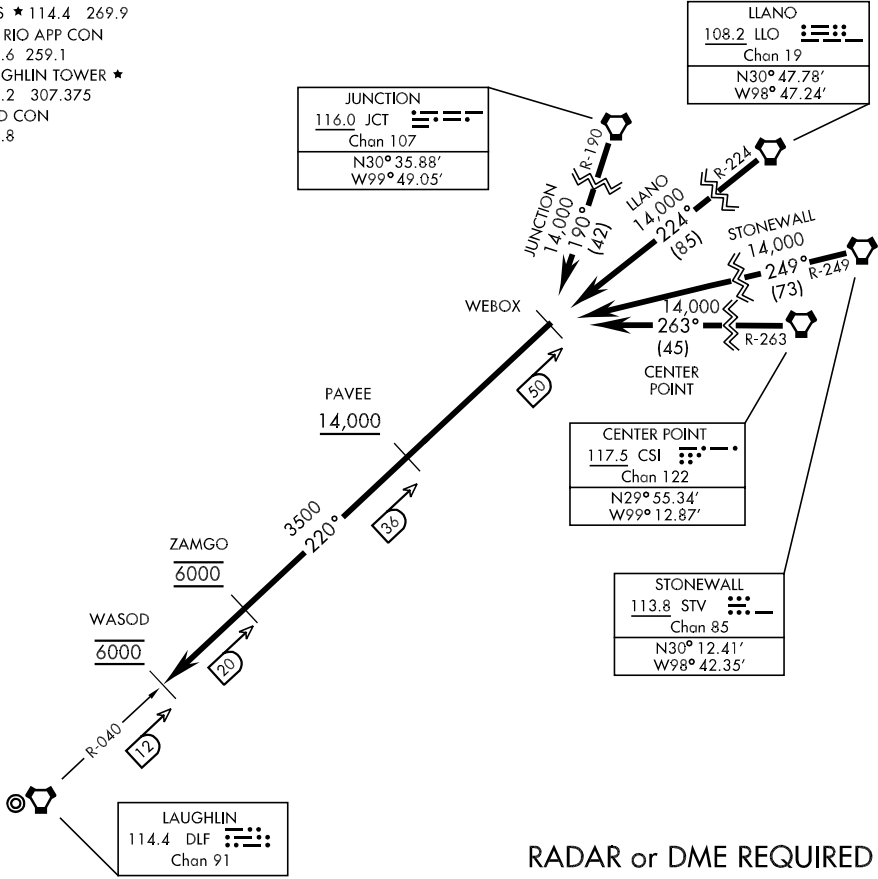 S ★ 114.4 269.9
RIO APP CON
.6 259.1
GHLIN TOWER ★
.2 307.375
D CON
.8
LLANO
108.2 LLO
Chan 19
N30° 47.78'
W98° 47.24'
JUNCTION
116.0 JCT
Chan 107
N30° 35.88'
W99° 49.05'
R-190
R-224
JUNCTION
14,000
190°
(42)
LLANO
14,000
224°
(85)
STONEWALL
14,000
249°
R-249
(73)
WEBOX
14,000
263°
R-263
(45)
CENTER
POINT
50
PAVEE
14,000
36
CENTER POINT
117.5 CSI
Chan 122
N29° 55.34'
W99° 12.87'
3500
220°
ZAMGO
6000
20
STONEWALL
113.8 STV
Chan 85
N30° 12.41'
W98° 42.35'
WASOD
6000
12
R-040
LAUGHLIN
114.4 DLF
Chan 91
RADAR or DME REQUIRED